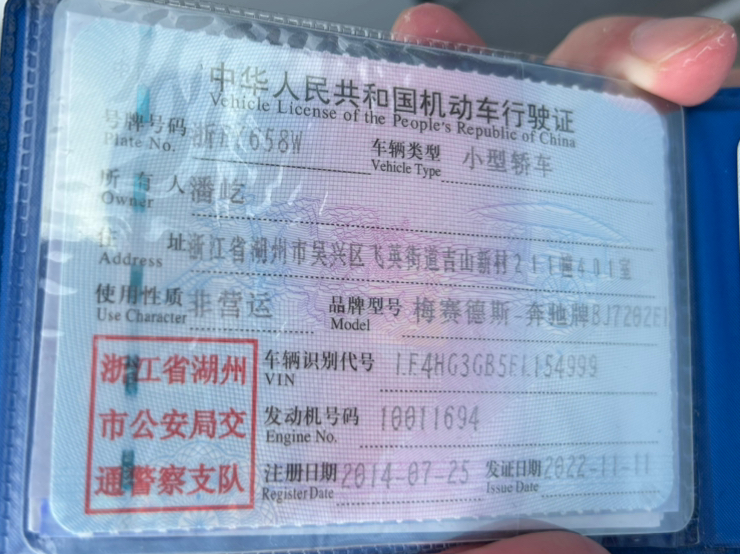 中华人民共和国机动车行驶证
Vehicle License of the People's Republic of China
号牌号码 Plate No.
车辆类型 Vehicle Type 小型轿车
所有人 Owner 潘屹
住址 Address 浙江省湖州市吴兴区飞英街道吉山新村211幢401室
使用性质 Use Character 非营运
品牌型号 Model 梅赛德斯-奔驰牌
车辆识别代号 VIN
发动机号码 Engine No. 10011694
注册日期 Register Date 2014-07-25
发证日期 Issue Date 2022-11-11
浙江省湖州
市公安局交
通警察支队